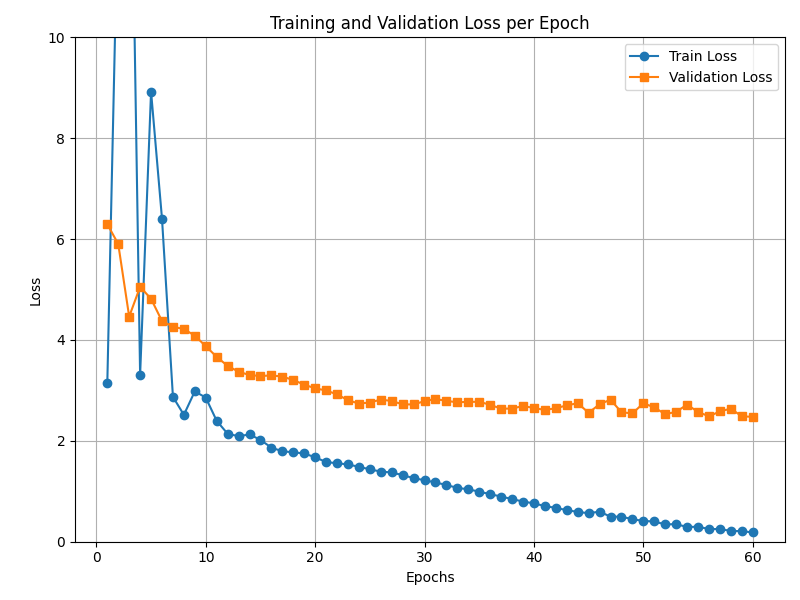 Training and Validation Loss per Epoch
Train Loss
Validation Loss
Loss
10
8
6
4
2
0
0 10 20 30 40 50 60
Epochs